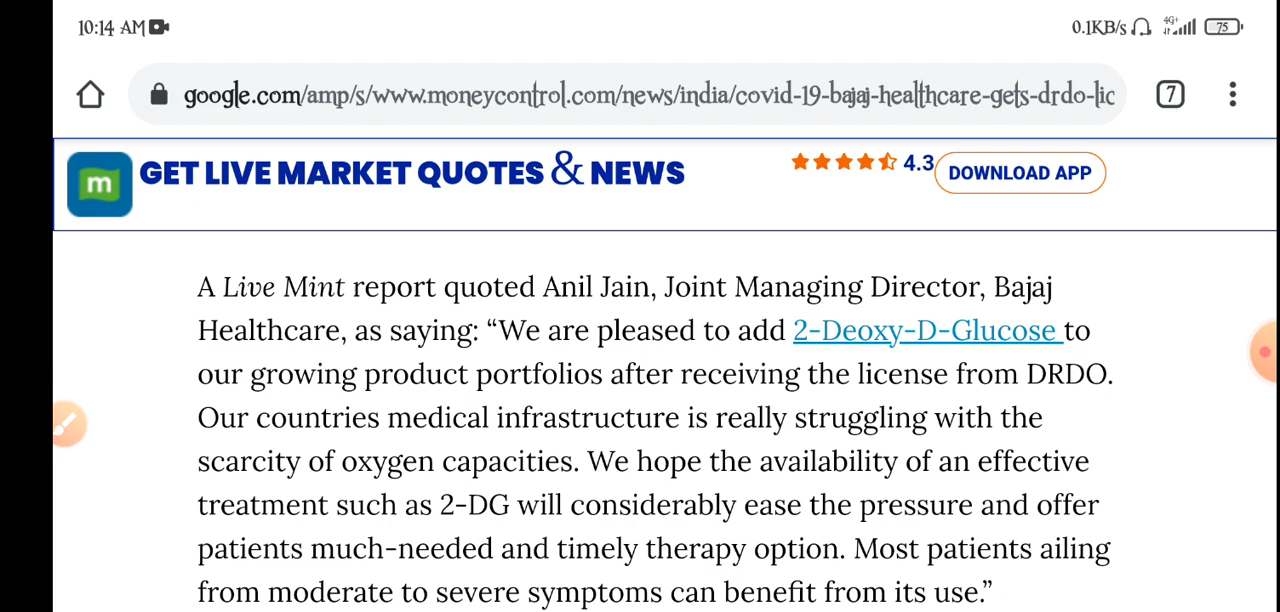 10:14 AM 0.1KB/s 4G+ 75
google.com/amp/s/www.moneycontrol.com/news/india/covid-19-bajaj-healthcare-gets-drdo-lic 7
m GET LIVE MARKET QUOTES & NEWS 4.3 DOWNLOAD APP
A Live Mint report quoted Anil Jain, Joint Managing Director, Bajaj
Healthcare, as saying: “We are pleased to add 2-Deoxy-D-Glucose to
our growing product portfolios after receiving the license from DRDO.
Our countries medical infrastructure is really struggling with the
scarcity of oxygen capacities. We hope the availability of an effective
treatment such as 2-DG will considerably ease the pressure and offer
patients much-needed and timely therapy option. Most patients ailing
from moderate to severe symptoms can benefit from its use.”